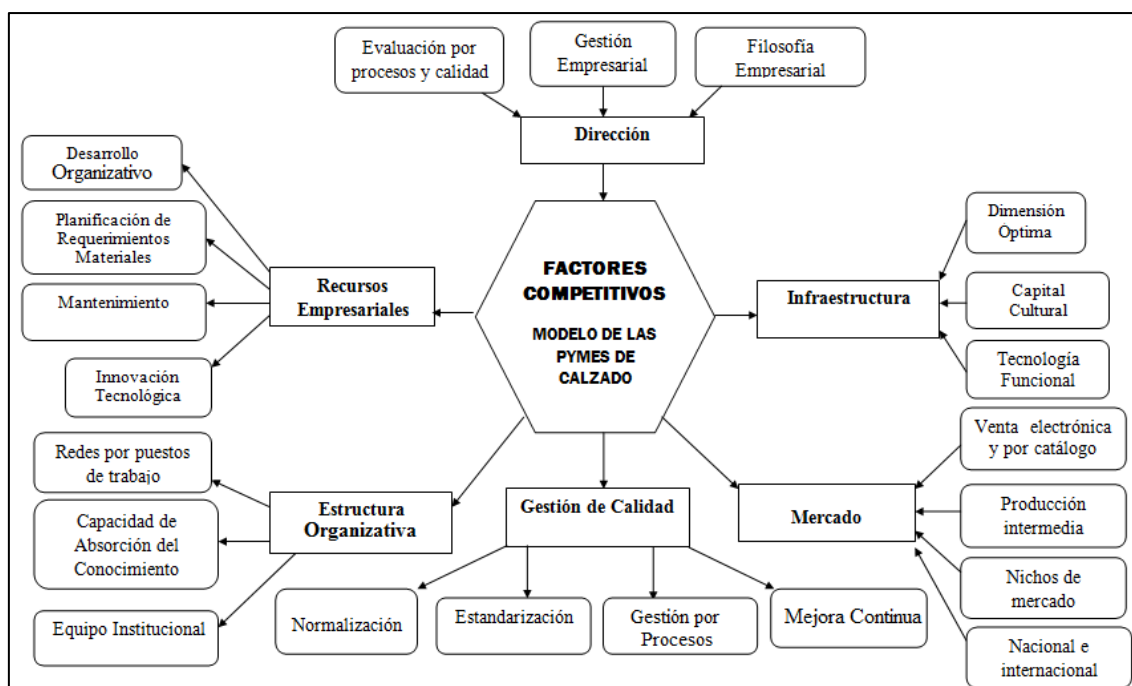 Evaluación por
procesos y calidad
Gestión
Empresarial
Filosofía
Empresarial
Dirección
Desarrollo
Organizativo
Planificación de
Requerimientos
Materiales
Mantenimiento
Innovación
Tecnológica
Recursos
Empresariales
FACTORES
COMPETITIVOS
MODELO DE LAS
PYMES DE
CALZADO
Infraestructura
Dimensión
Óptima
Capital
Cultural
Tecnología
Funcional
Redes por puestos
de trabajo
Capacidad de
Absorción del
Conocimiento
Equipo Institucional
Estructura
Organizativa
Gestión de Calidad
Normalización
Estandarización
Gestión por
Procesos
Mejora Continua
Mercado
Venta electrónica
y por catálogo
Producción
intermedia
Nichos de
mercado
Nacional e
internacional